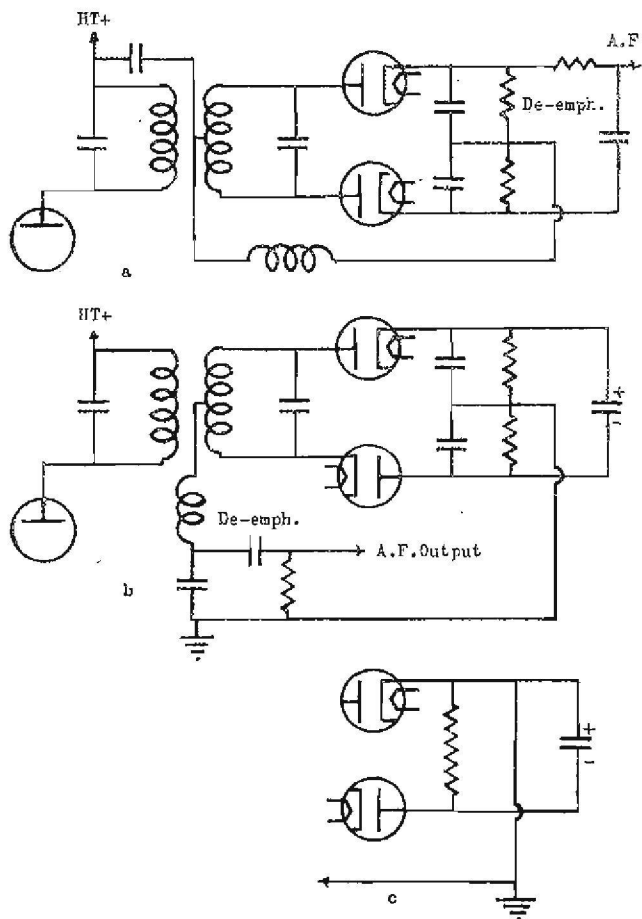 HT+
A.F
De-emph.
a
HT+
+
-
De-emph.
A.F.Output
b
+
-
c